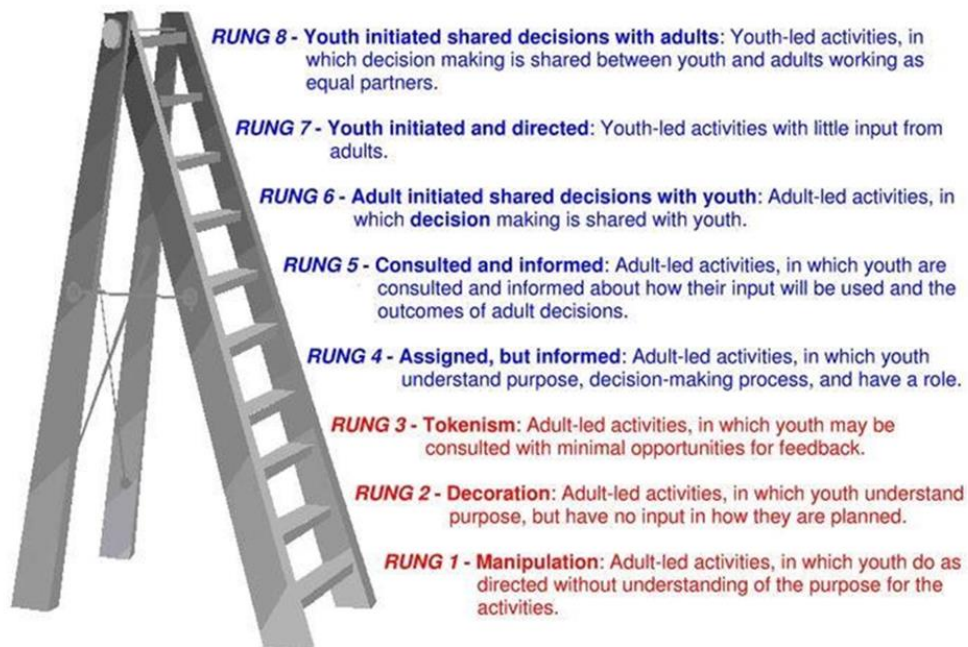 RUNG 8 - Youth initiated shared decisions with adults: Youth-led activities, in
which decision making is shared between youth and adults working as
equal partners.
RUNG 7 - Youth initiated and directed: Youth-led activities with little input from
adults.
RUNG 6 - Adult initiated shared decisions with youth: Adult-led activities, in
which decision making is shared with youth.
RUNG 5 - Consulted and informed: Adult-led activities, in which youth are
consulted and informed about how their input will be used and the
outcomes of adult decisions.
RUNG 4 - Assigned, but informed: Adult-led activities, in which youth
understand purpose, decision-making process, and have a role.
RUNG 3 - Tokenism: Adult-led activities, in which youth may be
consulted with minimal opportunities for feedback.
RUNG 2 - Decoration: Adult-led activities, in which youth understand
purpose, but have no input in how they are planned.
RUNG 1 - Manipulation: Adult-led activities, in which youth do as
directed without understanding of the purpose for the
activities.